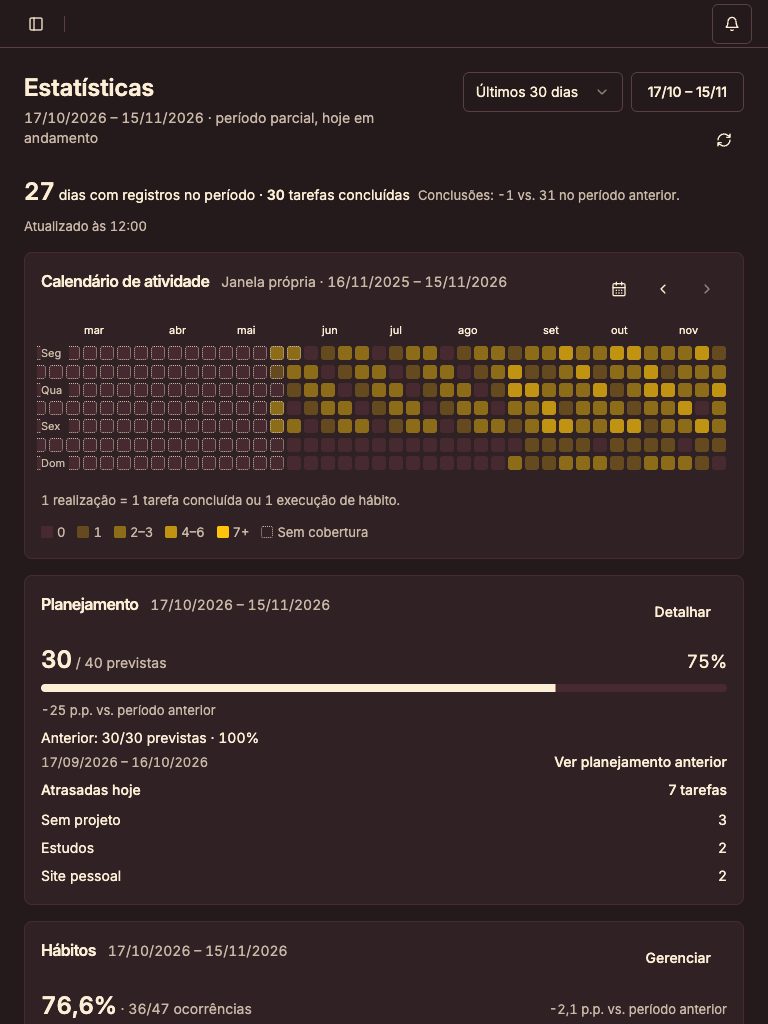 Estatísticas
Últimos 30 dias
17/10 – 15/11
17/10/2026 – 15/11/2026 · período parcial, hoje em
andamento
27 dias com registros no período · 30 tarefas concluídas Conclusões: -1 vs. 31 no período anterior.
Atualizado às 12:00
Calendário de atividade Janela própria · 16/11/2025 – 15/11/2026
mar abr mai jun jul ago set out nov
Seg
Qua
Sex
Dom
1 realização = 1 tarefa concluída ou 1 execução de hábito.
0 1 2–3 4–6 7+ Sem cobertura
Planejamento 17/10/2026 – 15/11/2026
Detalhar
30 / 40 previstas 75%
-25 p.p. vs. período anterior
Anterior: 30/30 previstas · 100%
17/09/2026 – 16/10/2026 Ver planejamento anterior
Atrasadas hoje 7 tarefas
Sem projeto 3
Estudos 2
Site pessoal 2
Hábitos 17/10/2026 – 15/11/2026
Gerenciar
76,6% · 36/47 ocorrências -2,1 p.p. vs. período anterior